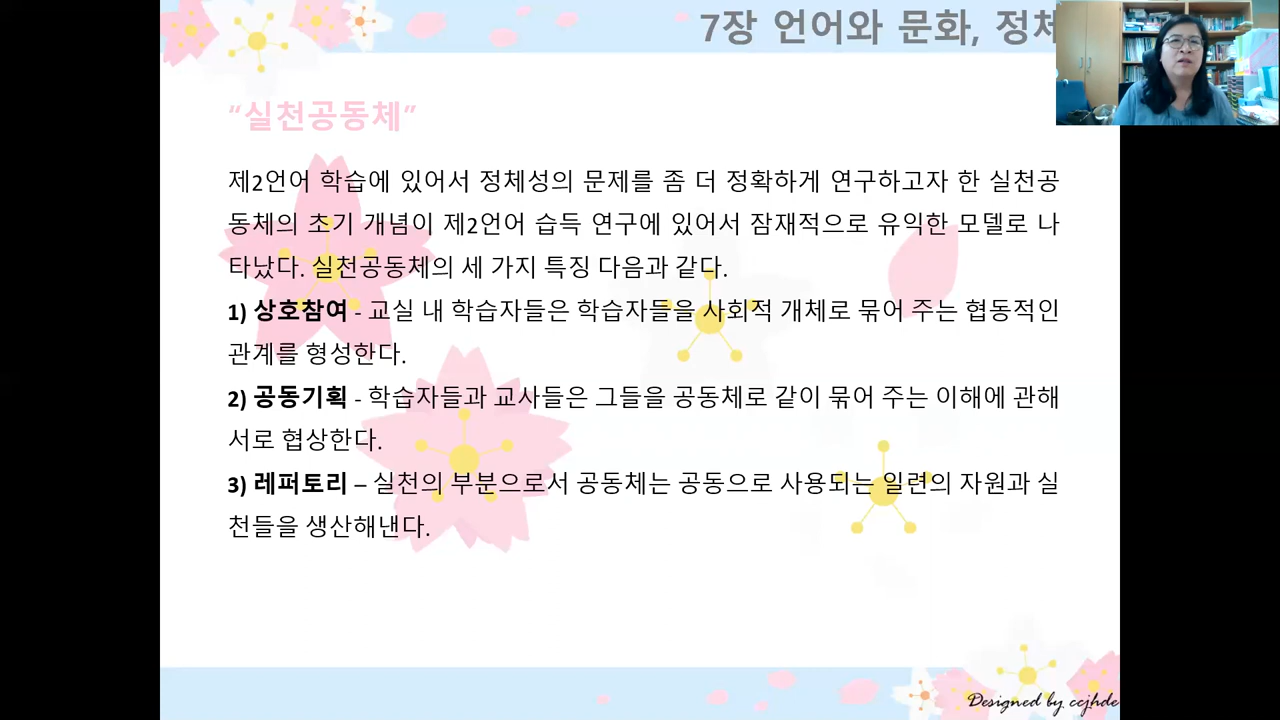 7장 언어와 문화, 정체
“실천공동체”
제2언어 학습에 있어서 정체성의 문제를 좀 더 정확하게 연구하고자 한 실천공
동체의 초기 개념이 제2언어 습득 연구에 있어서 잠재적으로 유익한 모델로 나
타났다. 실천공동체의 세 가지 특징 다음과 같다.
1) 상호참여 - 교실 내 학습자들은 학습자들을 사회적 개체로 묶어 주는 협동적인
관계를 형성한다.
2) 공동기획 - 학습자들과 교사들은 그들을 공동체로 같이 묶어 주는 이해에 관해
서로 협상한다.
3) 레퍼토리 – 실천의 부분으로서 공동체는 공동으로 사용되는 일련의 자원과 실
천들을 생산해낸다.
Designed by ccjhde